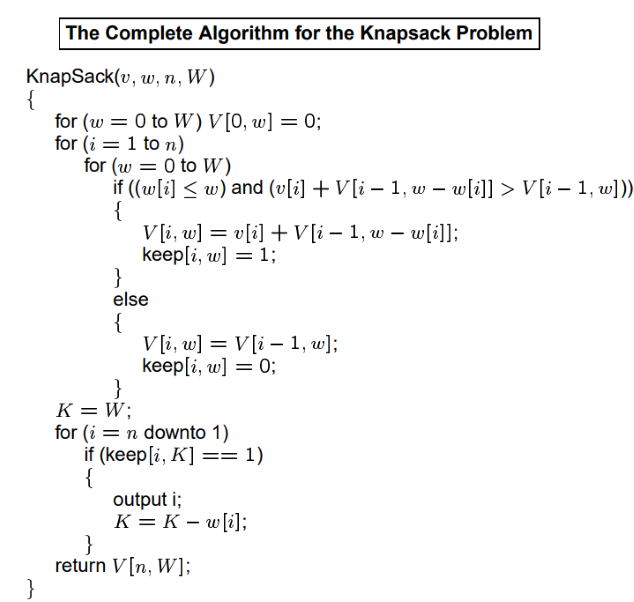 The Complete Algorithm for the Knapsack Problem
KnapSack(v, w, n, W)
{
for (w = 0 to W) V[0, w] = 0;
for (i = 1 to n)
for (w = 0 to W)
if ((w[i] ≤ w) and (v[i] + V[i − 1, w − w[i]] > V[i − 1, w]))
{
V[i, w] = v[i] + V[i − 1, w − w[i]];
keep[i, w] = 1;
}
else
{
V[i, w] = V[i − 1, w];
keep[i, w] = 0;
}
K = W;
for (i = n downto 1)
if (keep[i, K] == 1)
{
output i;
K = K − w[i];
}
return V[n, W];
}